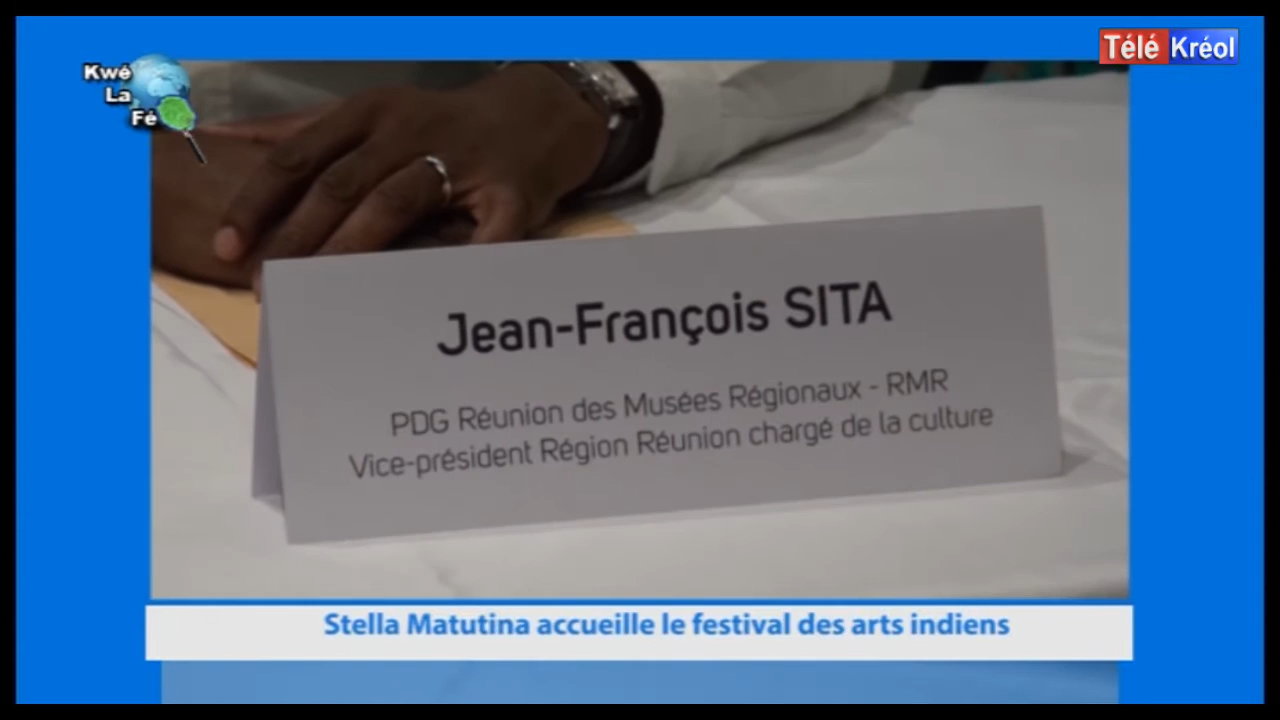 Kwé
La
Fé
Télé Kréol
Jean-François SITA
PDG Réunion des Musées Régionaux - RMR
Vice-président Région Réunion chargé de la culture
Stella Matutina accueille le festival des arts indiens